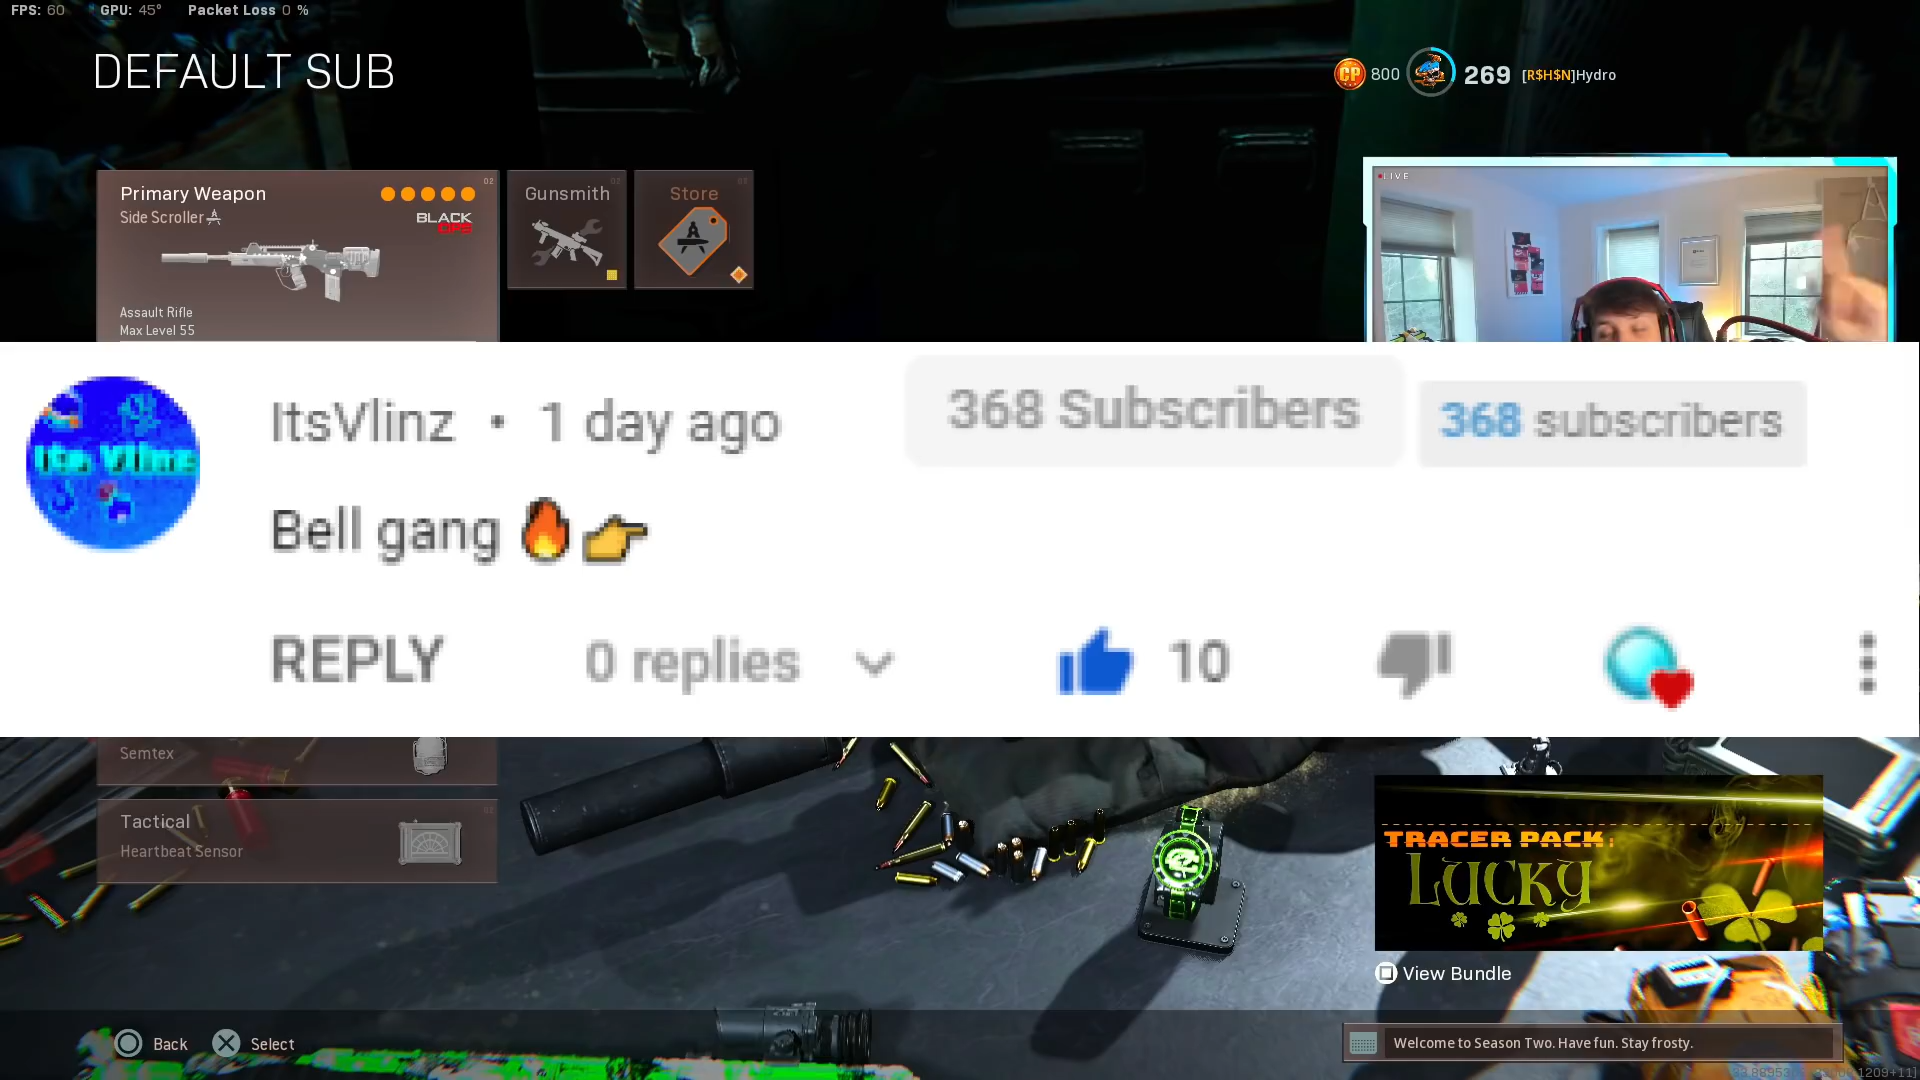 FPS: 60 GPU: 45° Packet Loss 0 %
DEFAULT SUB
CP 800 269 [R$H$N]Hydro
Primary Weapon
Side Scroller
BLACK
OPS
Assault Rifle
Max Level 55
Gunsmith
Store
LIVE
ItsVlinz • 1 day ago
368 Subscribers
368 subscribers
Its Vlinz
Bell gang 🔥👉
REPLY 0 replies 10
Semtex
Tactical
Heartbeat Sensor
TRACER PACK:
LUCKY
View Bundle
Back Select
Welcome to Season Two. Have fun. Stay frosty.